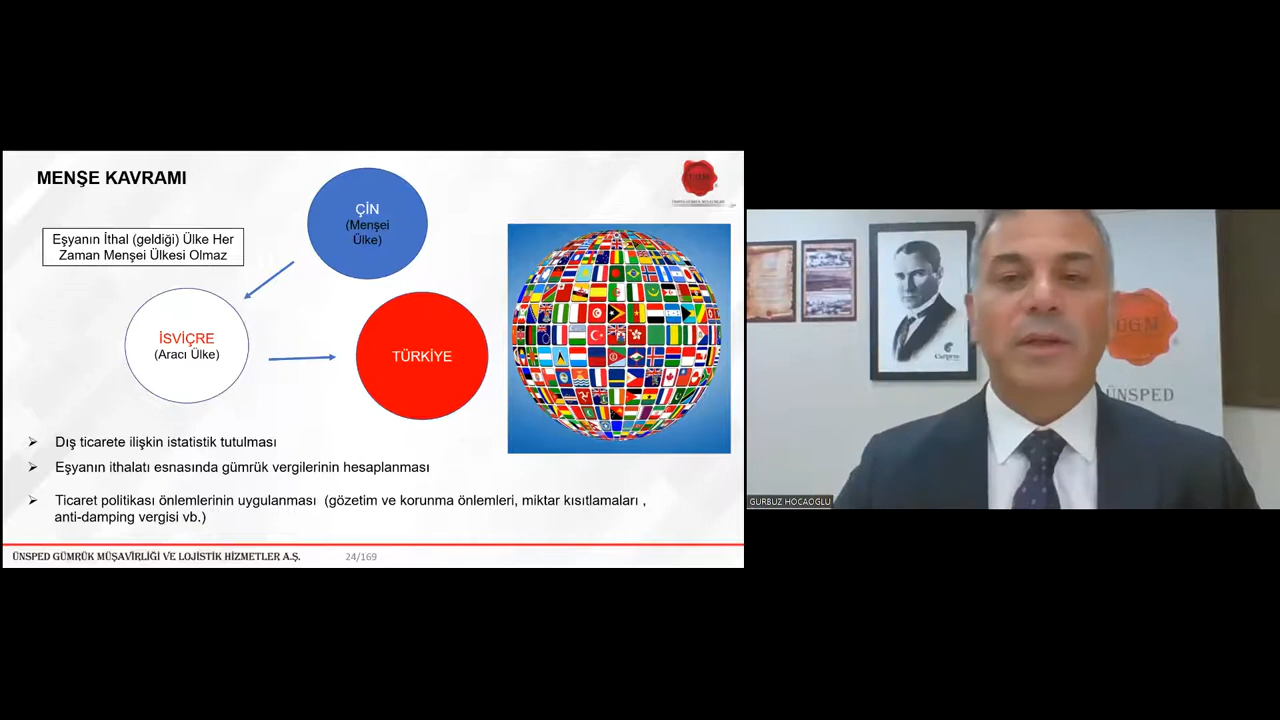 MENŞE KAVRAMI
Eşyanın İthal (geldiği) Ülke Her
Zaman Menşei Ülkesi Olmaz
ÇİN
(Menşei
Ülke)
İSVİÇRE
(Aracı Ülke)
TÜRKİYE
➢ Dış ticarete ilişkin istatistik tutulması
➢ Eşyanın ithalatı esnasında gümrük vergilerinin hesaplanması
➢ Ticaret politikası önlemlerinin uygulanması (gözetim ve korunma önlemleri, miktar kısıtlamaları ,
anti-damping vergisi vb.)
ÜNSPED GÜMRÜK MÜŞAVİRLİĞİ VE LOJİSTİK HİZMETLER A.Ş.
24/169
UGM
ÜNSPED
GURBUZ HOCAOGLU